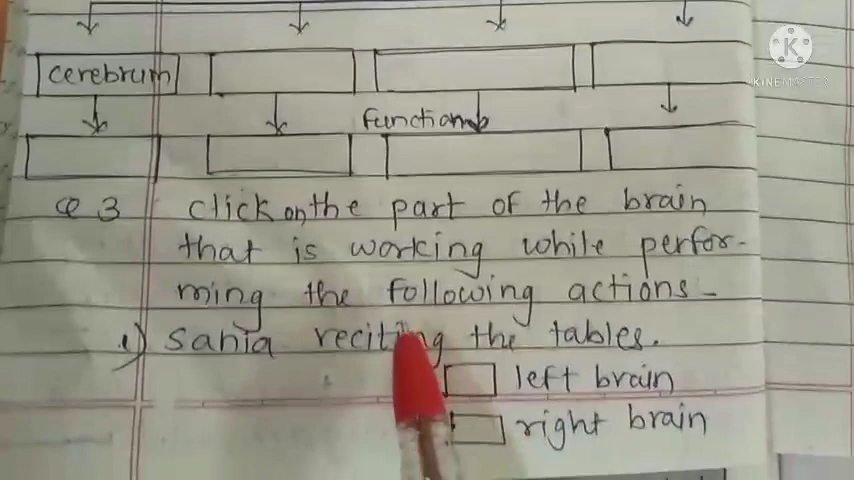 cerebrum
functions
Q 3 click on the part of the brain
that is working while perfor-
ming the following actions-
1) Sania reciting the tables.
left brain
right brain
KINEMASTER